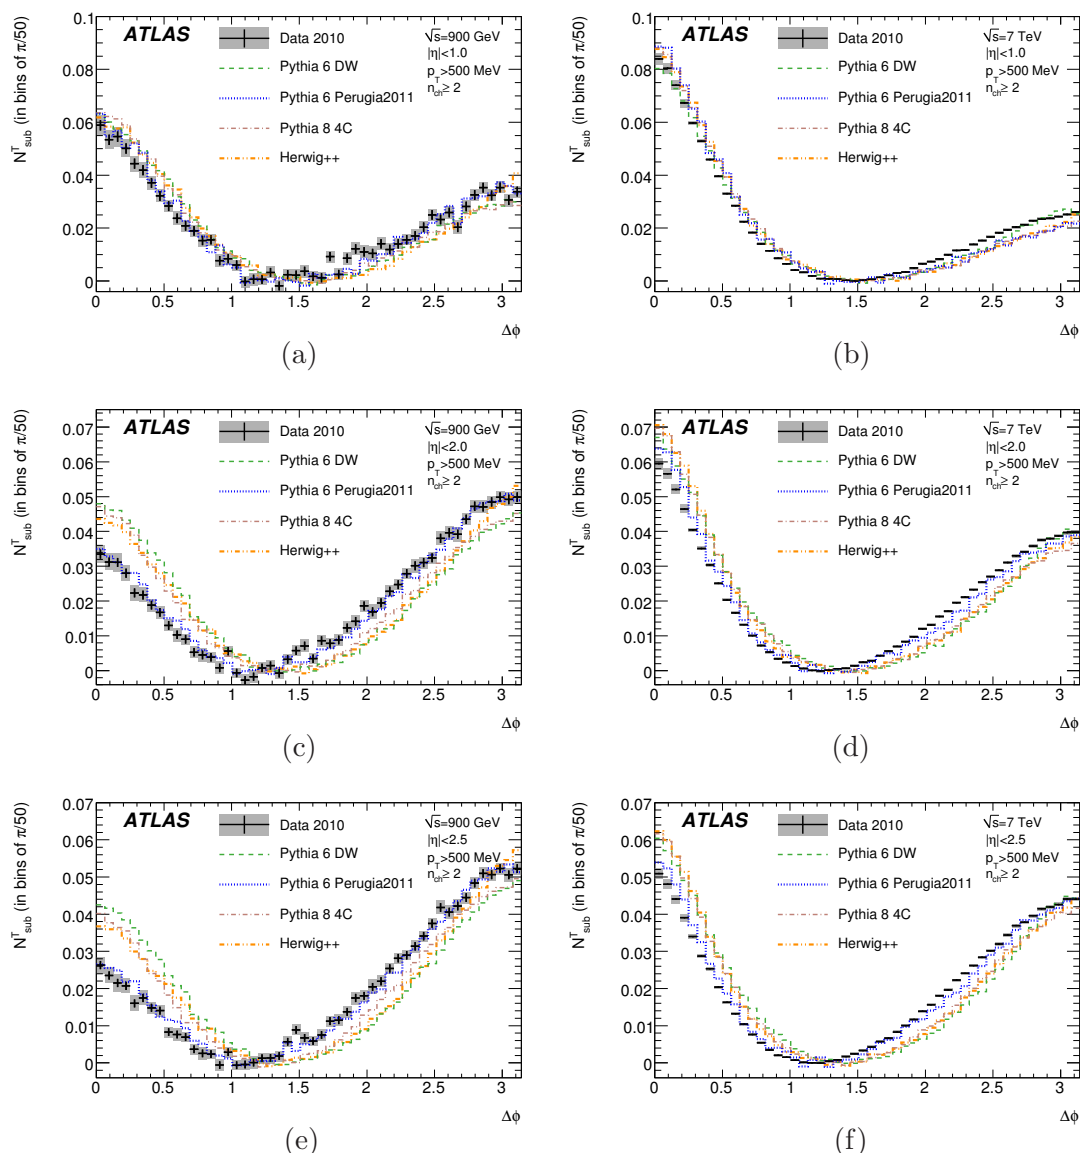 N^T_sub (in bins of π/50)
ATLAS
Data 2010
Pythia 6 DW
Pythia 6 Perugia2011
Pythia 8 4C
Herwig++
√s=900 GeV
|η|<1.0
p_T>500 MeV
n_ch≥ 2
0.1
0.08
0.06
0.04
0.02
0
0 0.5 1 1.5 2 2.5 3
Δϕ
(a)
N^T_sub (in bins of π/50)
ATLAS
Data 2010
Pythia 6 DW
Pythia 6 Perugia2011
Pythia 8 4C
Herwig++
√s=7 TeV
|η|<1.0
p_T>500 MeV
n_ch≥ 2
0.1
0.08
0.06
0.04
0.02
0
0 0.5 1 1.5 2 2.5 3
Δϕ
(b)
N^T_sub (in bins of π/50)
ATLAS
Data 2010
Pythia 6 DW
Pythia 6 Perugia2011
Pythia 8 4C
Herwig++
√s=900 GeV
|η|<2.0
p_T>500 MeV
n_ch≥ 2
0.07
0.06
0.05
0.04
0.03
0.02
0.01
0
0 0.5 1 1.5 2 2.5 3
Δϕ
(c)
N^T_sub (in bins of π/50)
ATLAS
Data 2010
Pythia 6 DW
Pythia 6 Perugia2011
Pythia 8 4C
Herwig++
√s=7 TeV
|η|<2.0
p_T>500 MeV
n_ch≥ 2
0.07
0.06
0.05
0.04
0.03
0.02
0.01
0
0 0.5 1 1.5 2 2.5 3
Δϕ
(d)
N^T_sub (in bins of π/50)
ATLAS
Data 2010
Pythia 6 DW
Pythia 6 Perugia2011
Pythia 8 4C
Herwig++
√s=900 GeV
|η|<2.5
p_T>500 MeV
n_ch≥ 2
0.07
0.06
0.05
0.04
0.03
0.02
0.01
0
0 0.5 1 1.5 2 2.5 3
Δϕ
(e)
N^T_sub (in bins of π/50)
ATLAS
Data 2010
Pythia 6 DW
Pythia 6 Perugia2011
Pythia 8 4C
Herwig++
√s=7 TeV
|η|<2.5
p_T>500 MeV
n_ch≥ 2
0.07
0.06
0.05
0.04
0.03
0.02
0.01
0
0 0.5 1 1.5 2 2.5 3
Δϕ
(f)